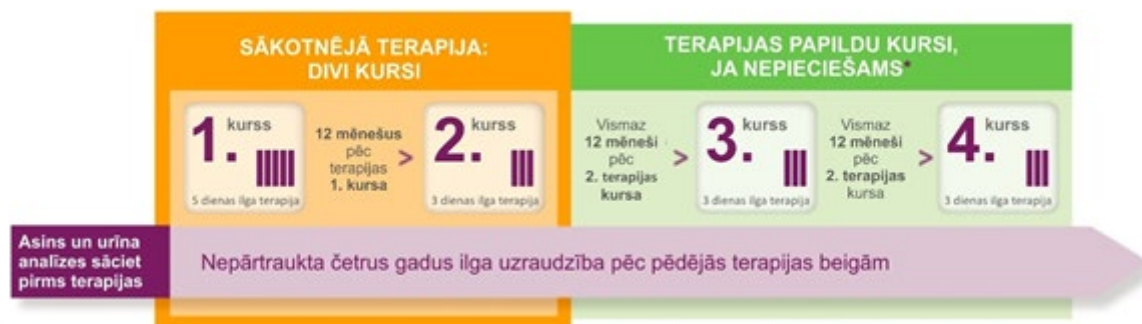 SĀKOTNĒJĀ TERAPIJA:
DIVI KURSI
TERAPIJAS PAPILDU KURSI,
JA NEPIECIEŠAMS*
1. kurss
5 dienas ilga terapija
12 mēnešus
pēc
terapijas
1. kursa
>
2. kurss
3 dienas ilga terapija
Vismaz
12 mēneši
pēc
2. terapijas
kursa
>
3. kurss
3 dienas ilga terapija
Vismaz
12 mēneši
pēc
2. terapijas
kursa
>
4. kurss
3 dienas ilga terapija
Asins un urīna
analīzes sāciet
pirms terapijas
Nepārtraukta četrus gadus ilga uzraudzība pēc pēdējās terapijas beigām